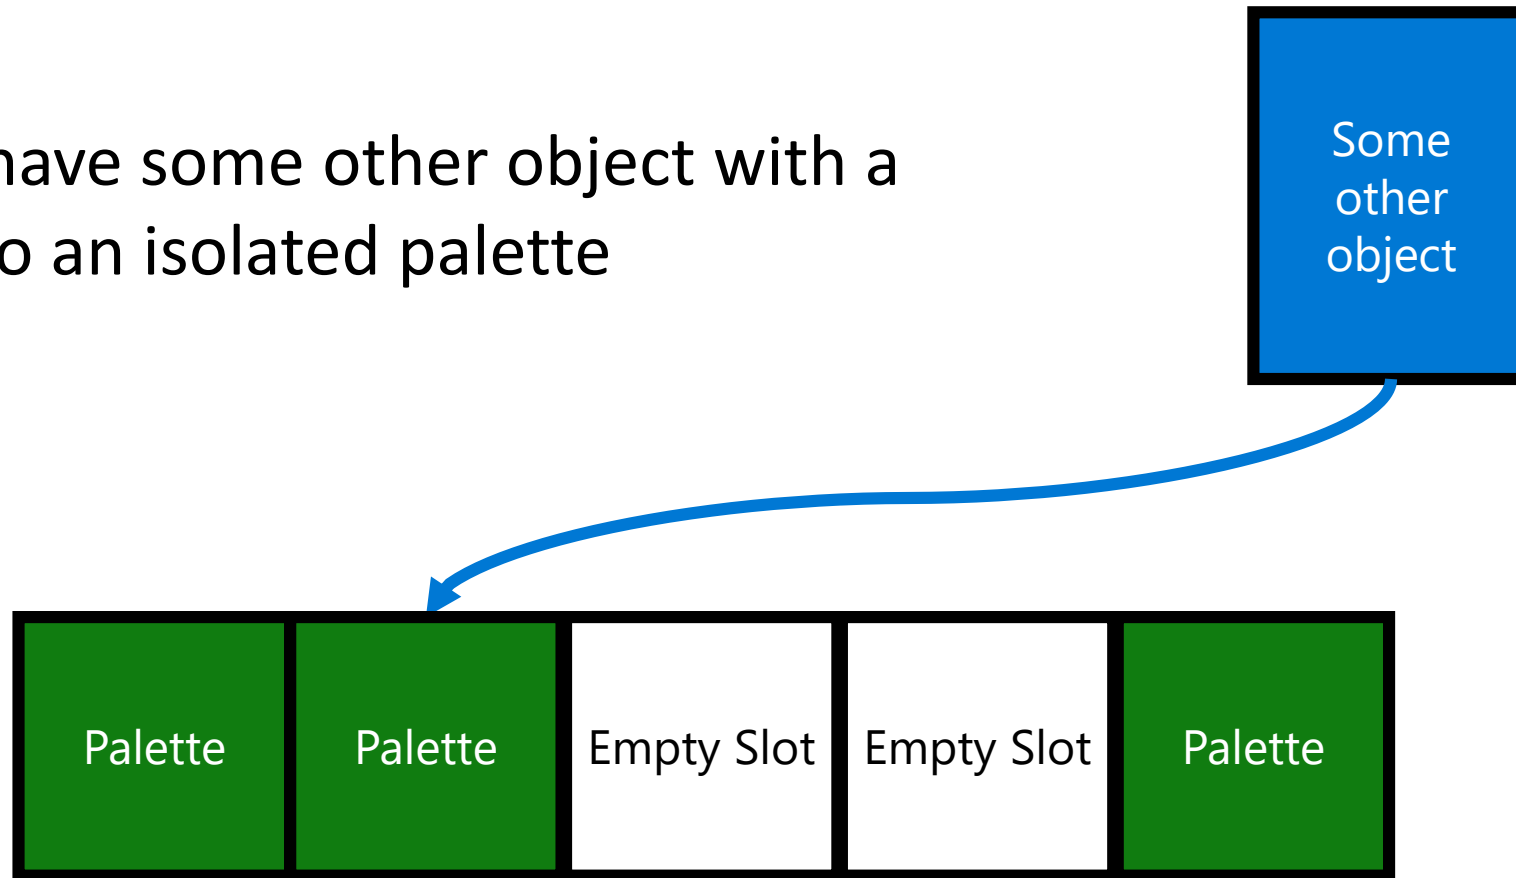 have some other object with a
o an isolated palette
Some
other
object
Palette
Palette
Empty Slot
Empty Slot
Palette